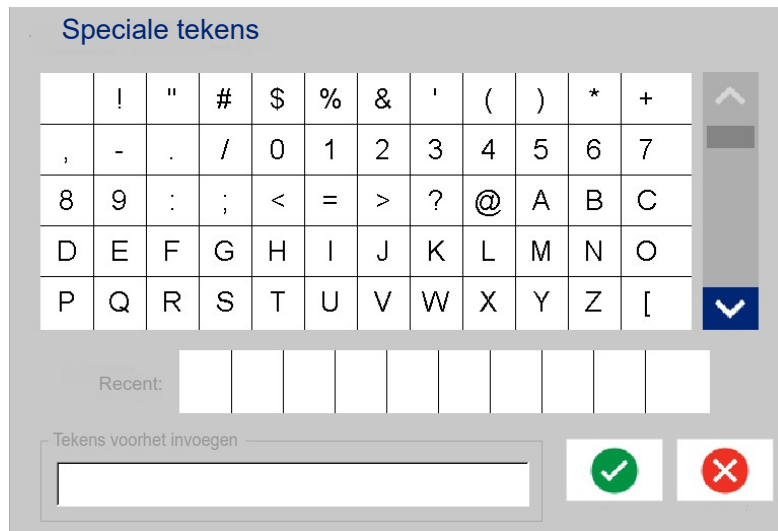 Speciale tekens
! " # $ % & ' ( ) * +
, - . / 0 1 2 3 4 5 6 7
8 9 : ; < = > ? @ A B C
D E F G H I J K L M N O
P Q R S T U V W X Y Z [
Recent:
Tekens voorhet invoegen